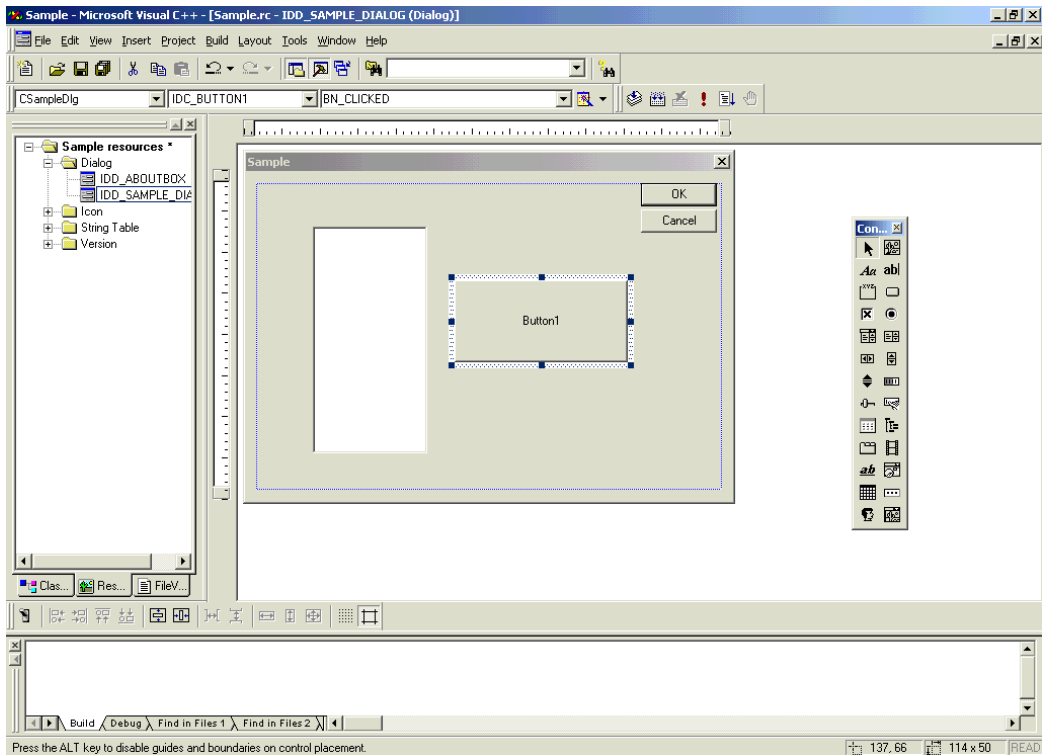 Sample - Microsoft Visual C++ - [Sample.rc - IDD_SAMPLE_DIALOG (Dialog)]
File Edit View Insert Project Build Layout Tools Window Help
CSampleDlg IDC_BUTTON1 BN_CLICKED
Sample resources *
Dialog
IDD_ABOUTBOX
IDD_SAMPLE_DIA
Icon
String Table
Version
Sample
OK
Cancel
Button1
Con...
Aa ab|
xyz
ab
Clas... Res... FileV...
Build Debug Find in Files 1 Find in Files 2
Press the ALT key to disable guides and boundaries on control placement. 137, 66 114 x 50 READ